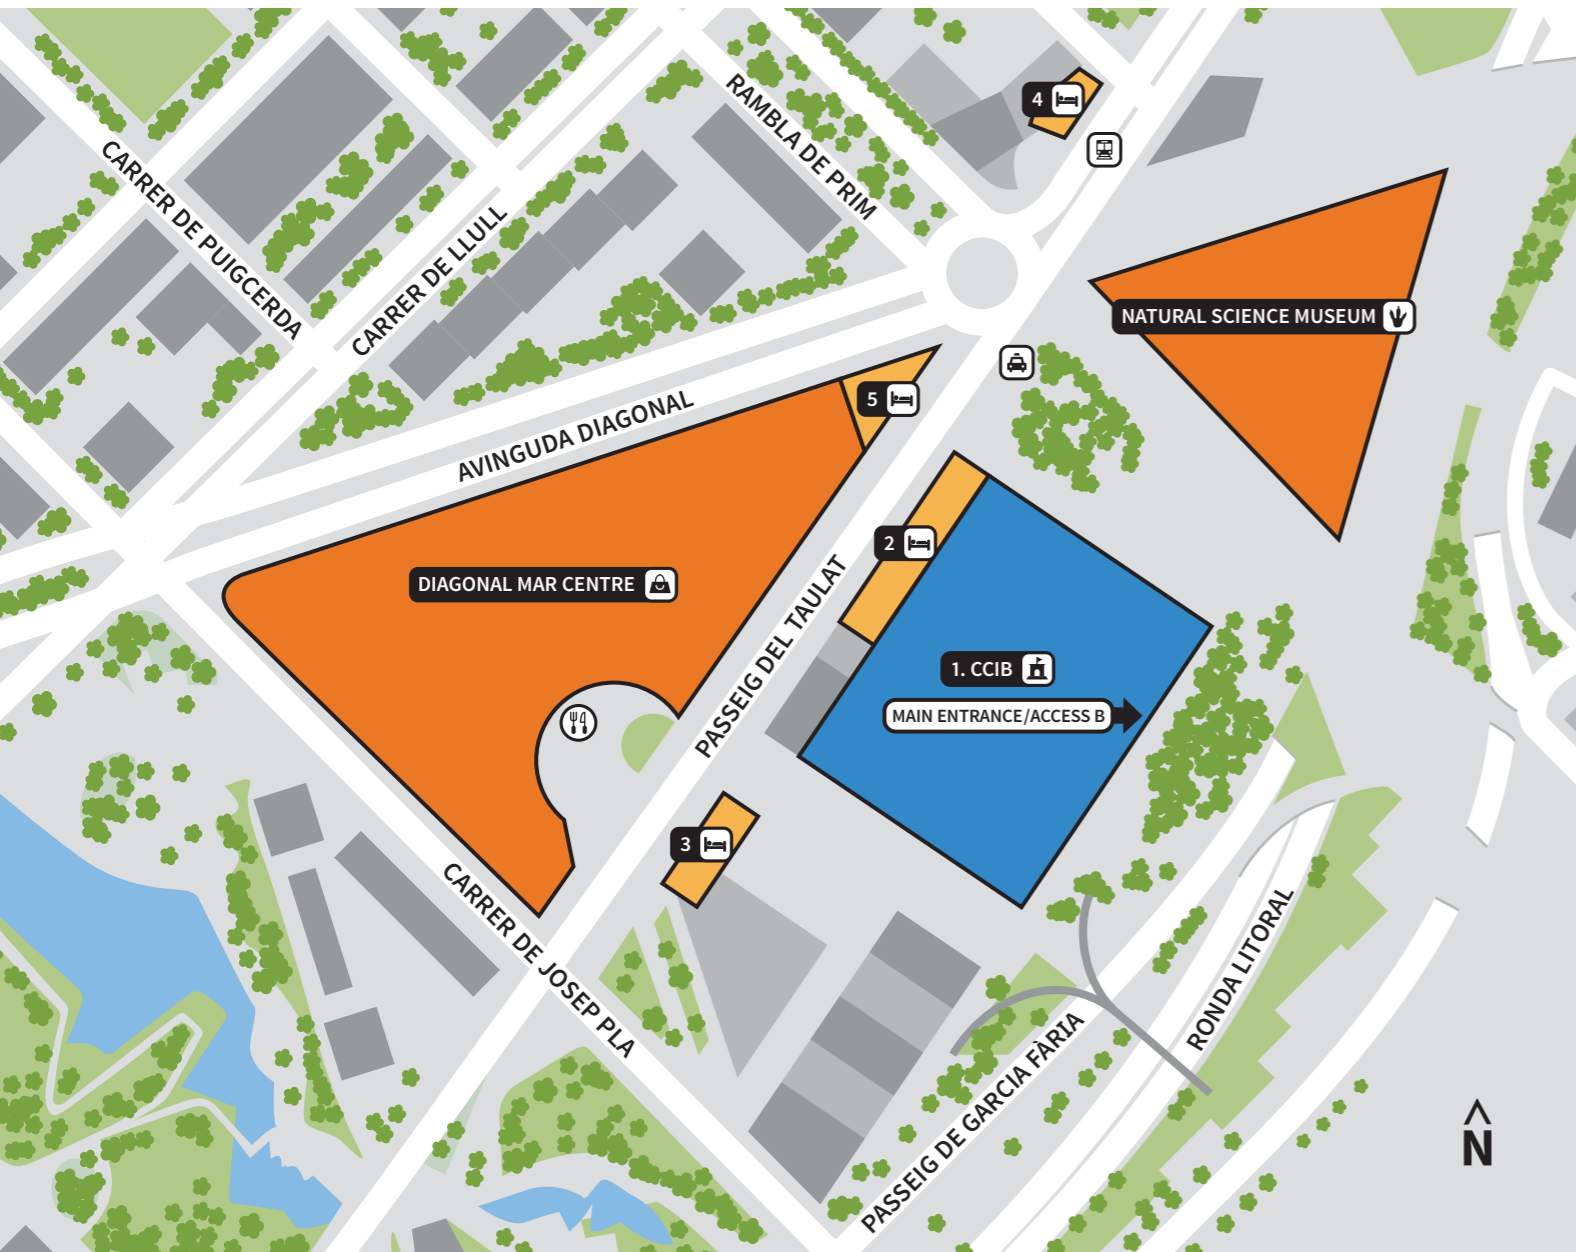 4
RAMBLA DE PRIM
CARRER DE PUIGCERDA
CARRER DE LLULL
NATURAL SCIENCE MUSEUM
5
AVINGUDA DIAGONAL
2
DIAGONAL MAR CENTRE
PASSEIG DEL TAULAT
1. CCIB
MAIN ENTRANCE/ACCESS B
3
CARRER DE JOSEP PLA
RONDA LITORAL
PASSEIG DE GARCIA FÀRIA
N